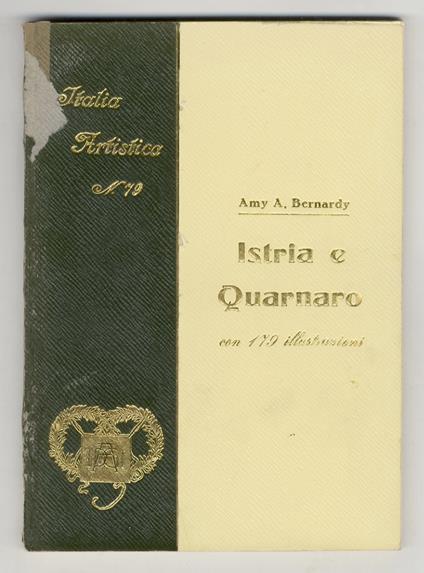 Italia
Artistica
N. 79
Amy A. Bernardy
Istria e
Quarnaro
con 179 illustrazioni